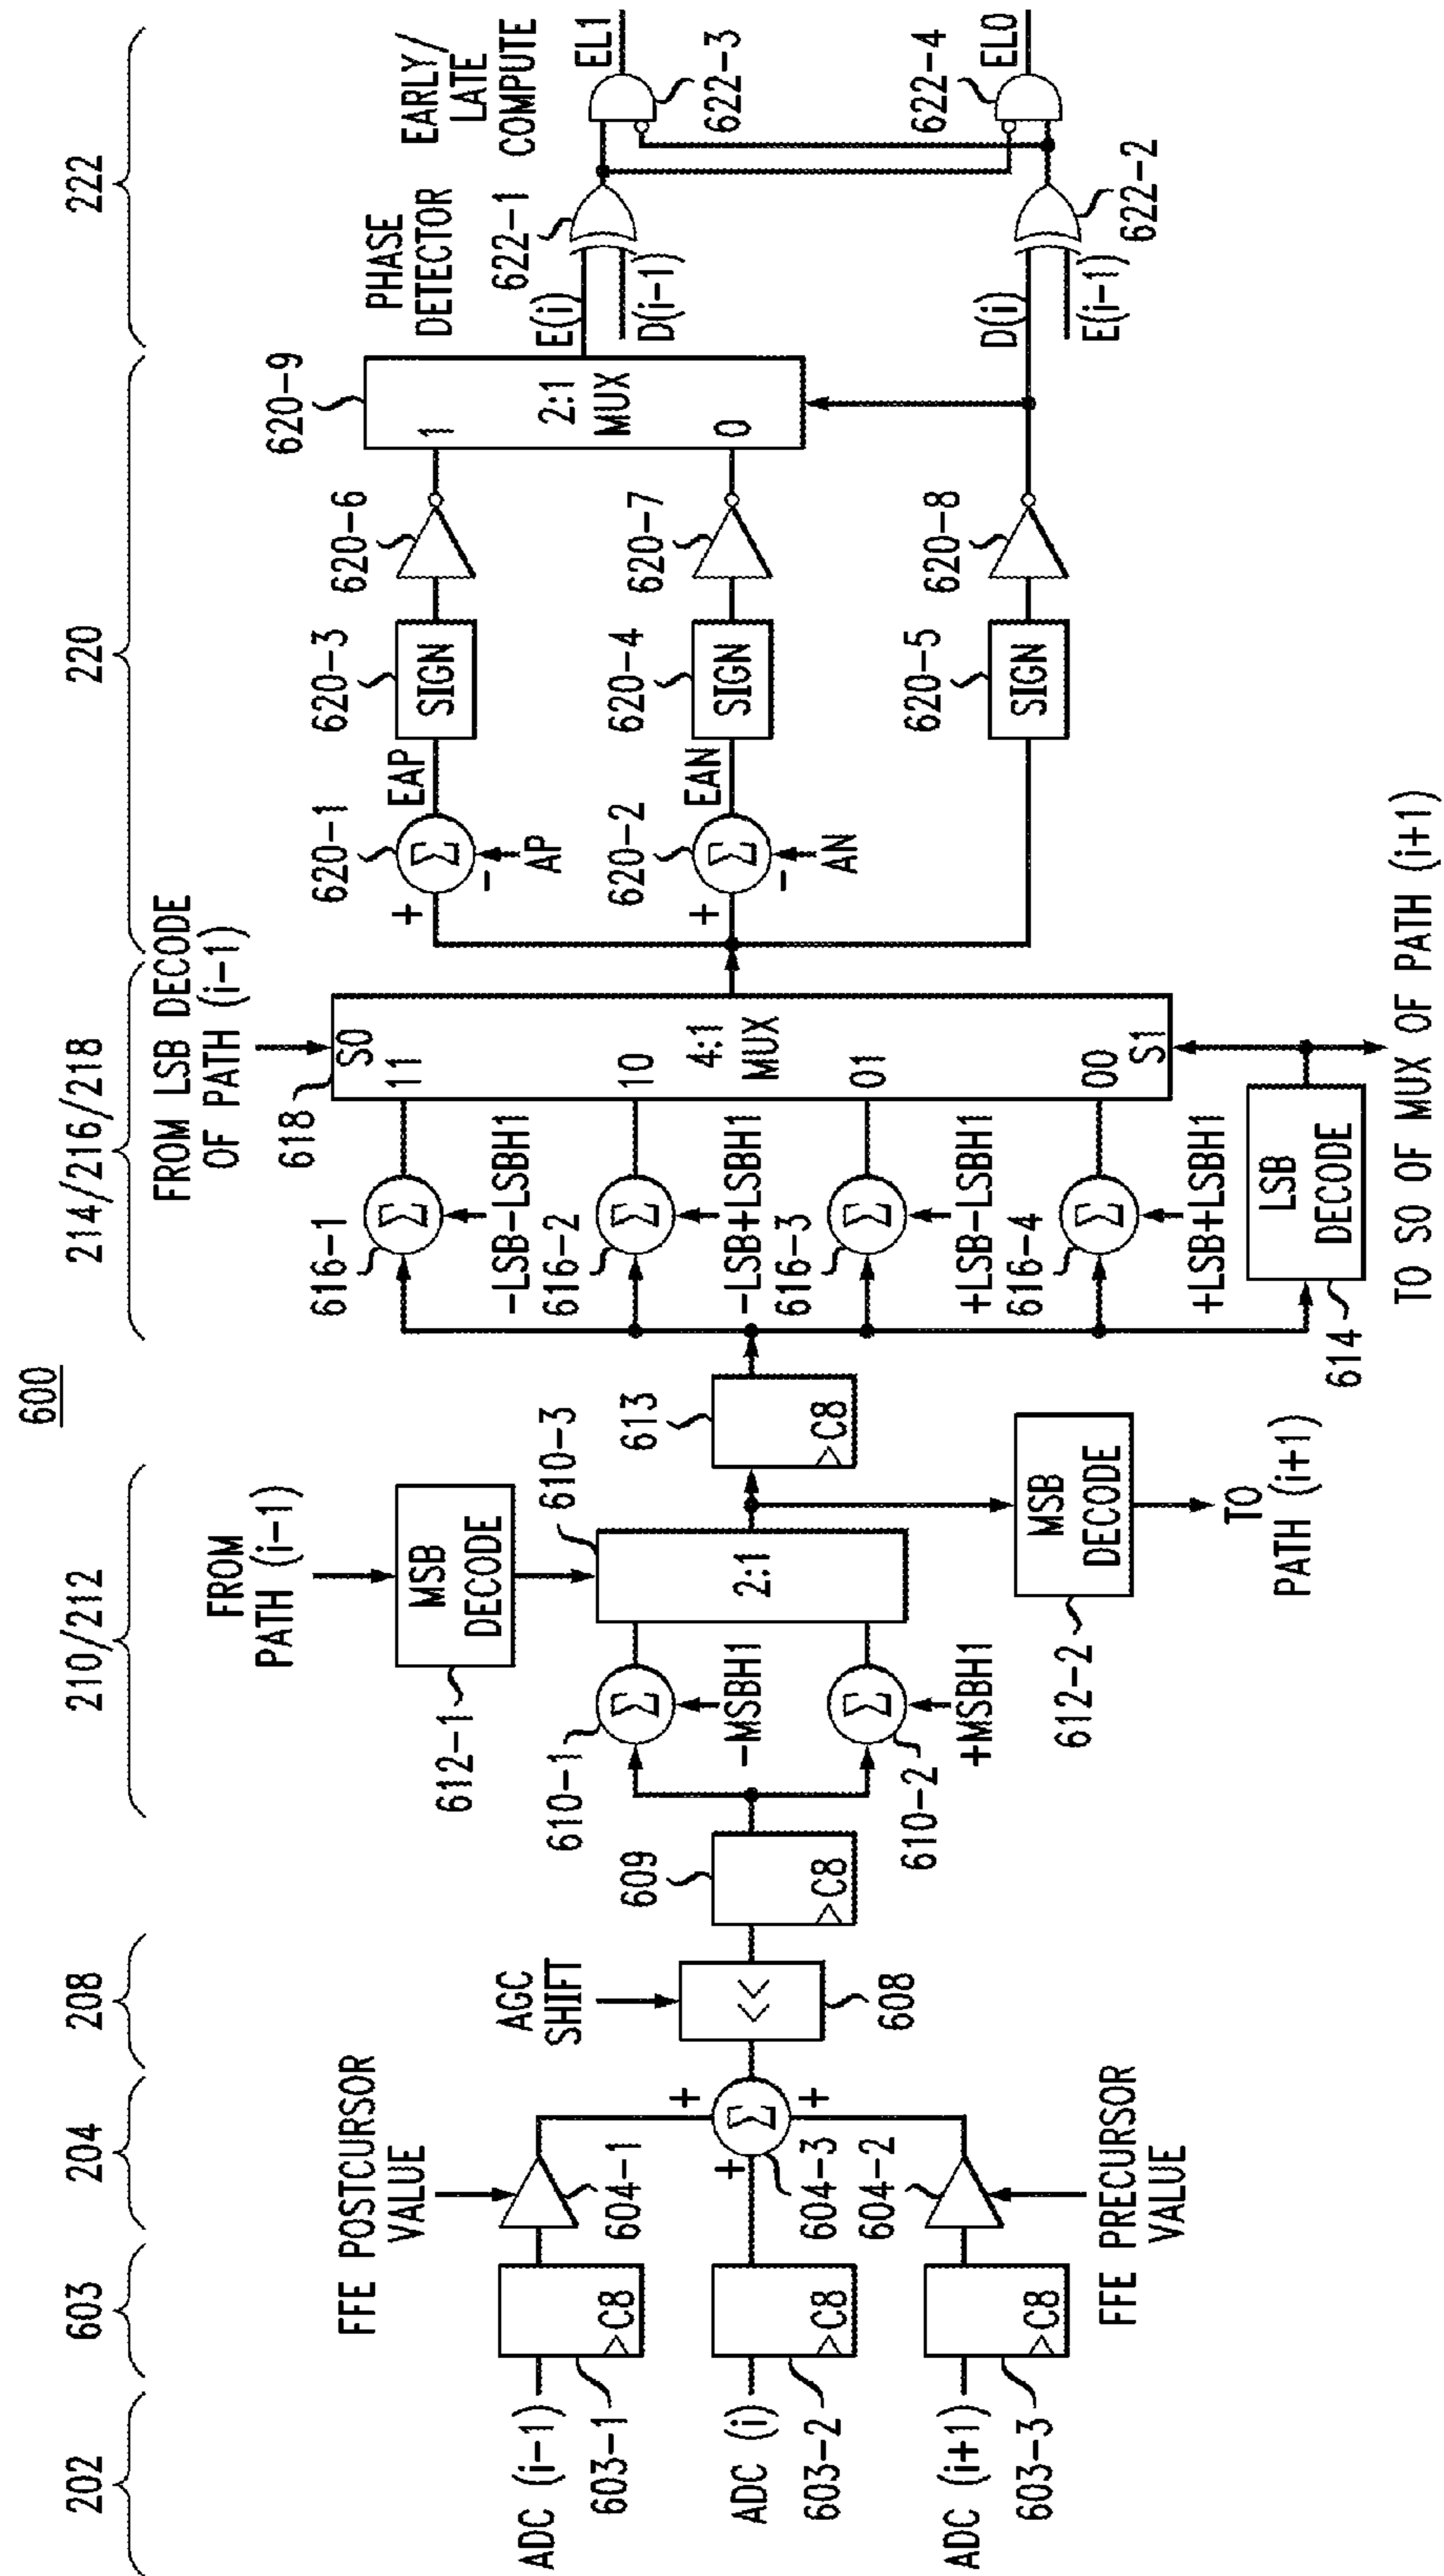 600
202
603
204
208
210/212
214/216/218
220
222
ADC (i-1)
603-1
>C8
FFE POSTCURSOR
VALUE
604-1
ADC (i)
603-2
>C8
+
+
+
Σ
604-3
ADC (i+1)
603-3
>C8
604-2
FFE PRECURSOR
VALUE
AGC
SHIFT
<<
608
609
>C8
FROM
PATH (i-1)
MSB
DECODE
612-1
610-1
Σ
-MSBH1
610-2
Σ
+MSBH1
610-3
2:1
MSB
DECODE
612-2
TO
PATH (i+1)
613
>C8
FROM LSB DECODE
OF PATH (i-1)
616-1
Σ
-LSB-LSBH1
616-2
Σ
-LSB+LSBH1
616-3
Σ
+LSB-LSBH1
616-4
Σ
+LSB+LSBH1
LSB
DECODE
614
618
S0
11
10
4:1
MUX
01
00
S1
TO S0 OF MUX OF PATH (i+1)
620-1
Σ
+
-
AP
EAP
620-3
SIGN
620-6
620-2
Σ
+
-
AN
EAN
620-4
SIGN
620-7
620-5
SIGN
620-8
620-9
1
2:1
MUX
0
PHASE
DETECTOR
E(i)
D(i-1)
622-1
D(i)
E(i-1)
622-2
EARLY/
LATE
COMPUTE
EL1
622-3
622-4
EL0